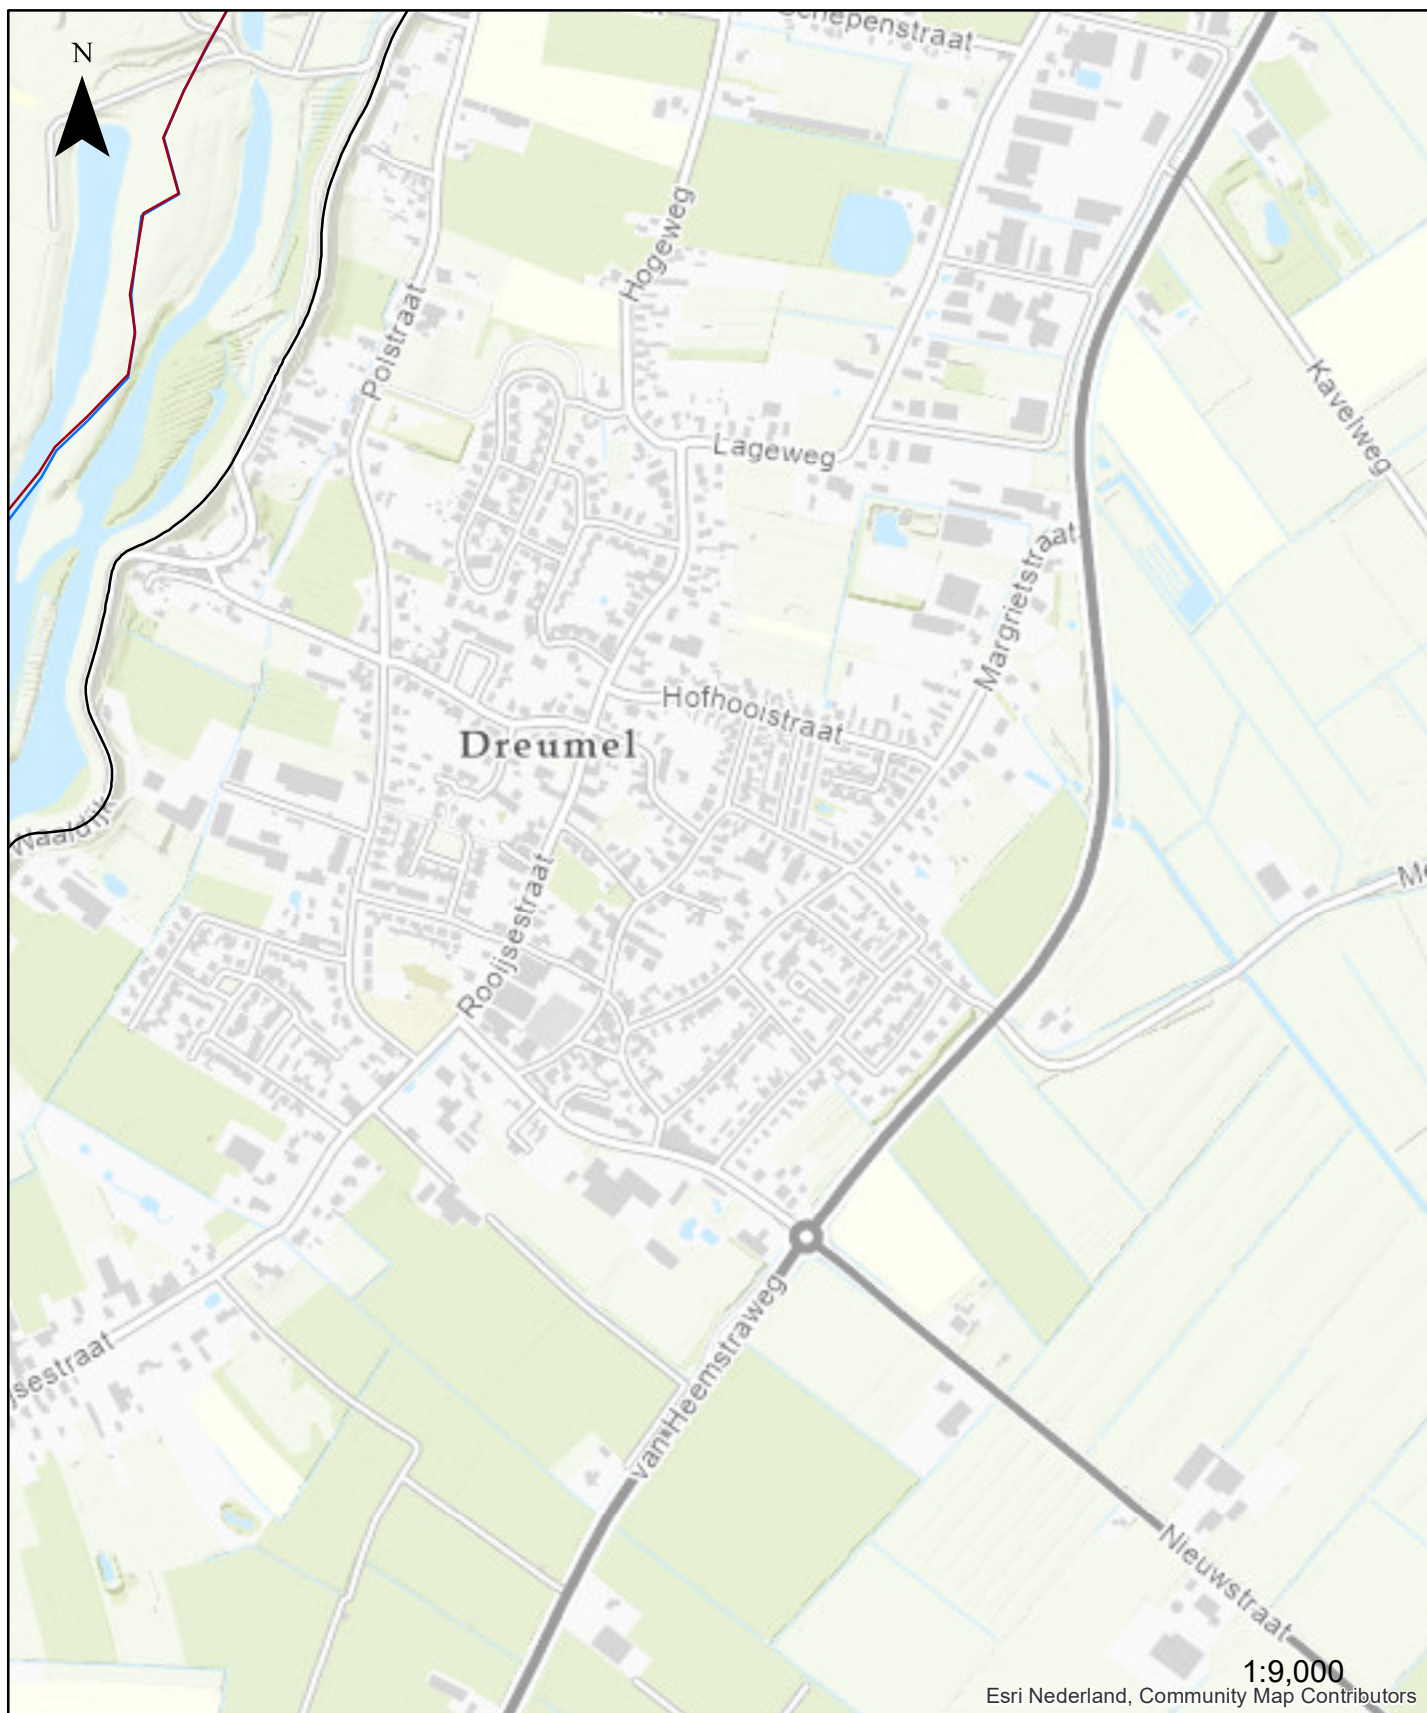 N
Schepenstraat
Hogeweg
Polstraat
Kavelweg
Lageweg
Margrietstraat
Hofhooistraat
Dreumel
Waaldijk
Rooijsestraat
van Heemstraweg
Nieuwstraat
1:9,000
Esri Nederland, Community Map Contributors